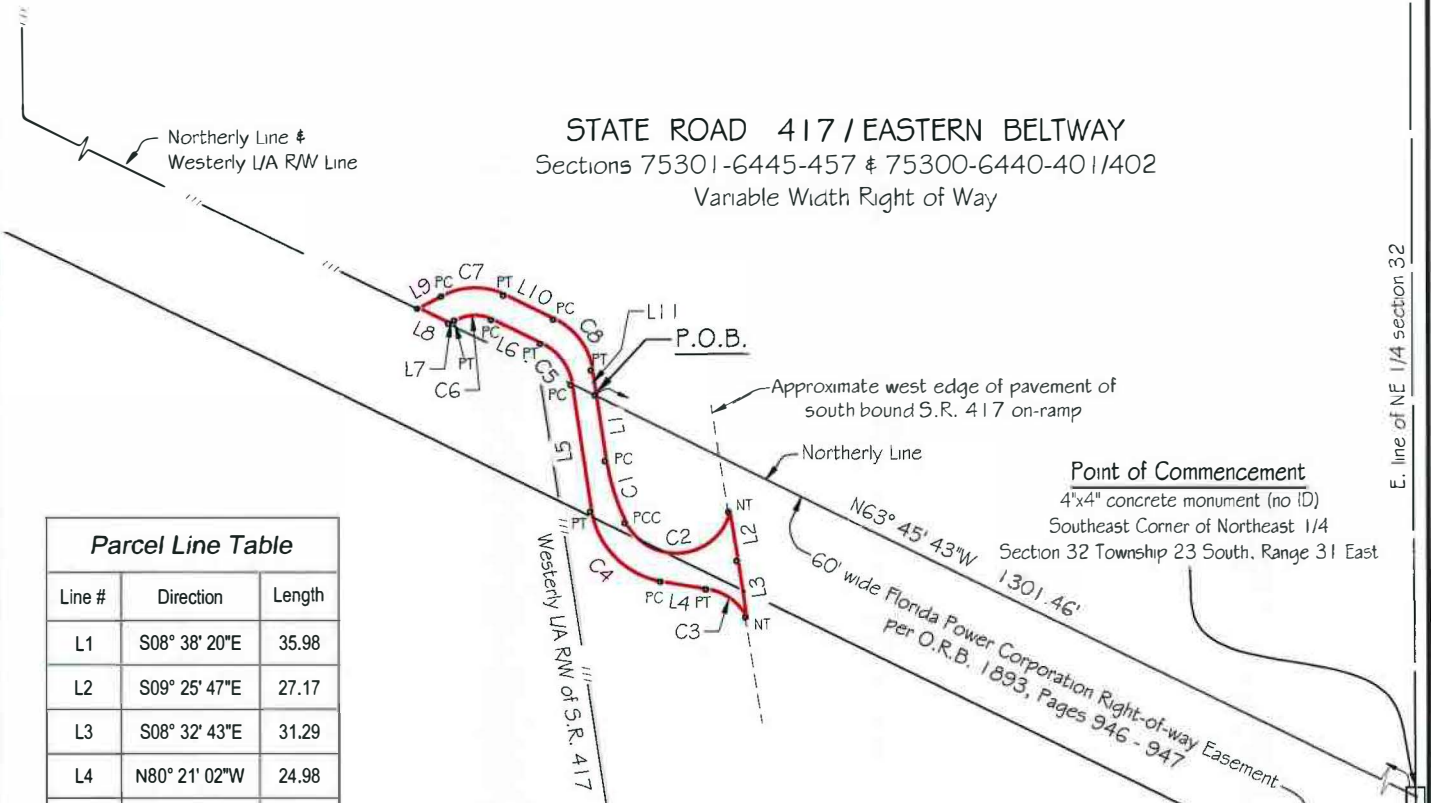 STATE ROAD 417 / EASTERN BELTWAY
Sections 75301-6445-457 & 75300-6440-401/402
Variable Width Right of Way
Northerly Line &
Westerly L/A R/W Line
E. line of NE 1/4 section 32
L9
PC
C7
PT
L10
PC
C8
L11
P.O.B.
L8
PC
L6
PT
L7
PT
C6
C5
PT
PC
Approximate west edge of pavement of
south bound S.R. 417 on-ramp
L1
L5
PC
Northerly Line
C1
PCC
NT
C2
L2
PT
C4
PC
L4
PT
L3
C3
NT
Point of Commencement
4"x4" concrete monument (no ID)
Southeast Corner of Northeast 1/4
Section 32 Township 23 South, Range 31 East
N63° 45' 43"W 1301.46'
60' wide Florida Power Corporation Right-of-way Easement
per O.R.B. 1893, Pages 946 - 947
Westerly L/A R/W of S.R. 417
Parcel Line Table
Line # Direction Length
L1 S08° 38' 20"E 35.98
L2 S09° 25' 47"E 27.17
L3 S08° 32' 43"E 31.29
L4 N80° 21' 02"W 24.98